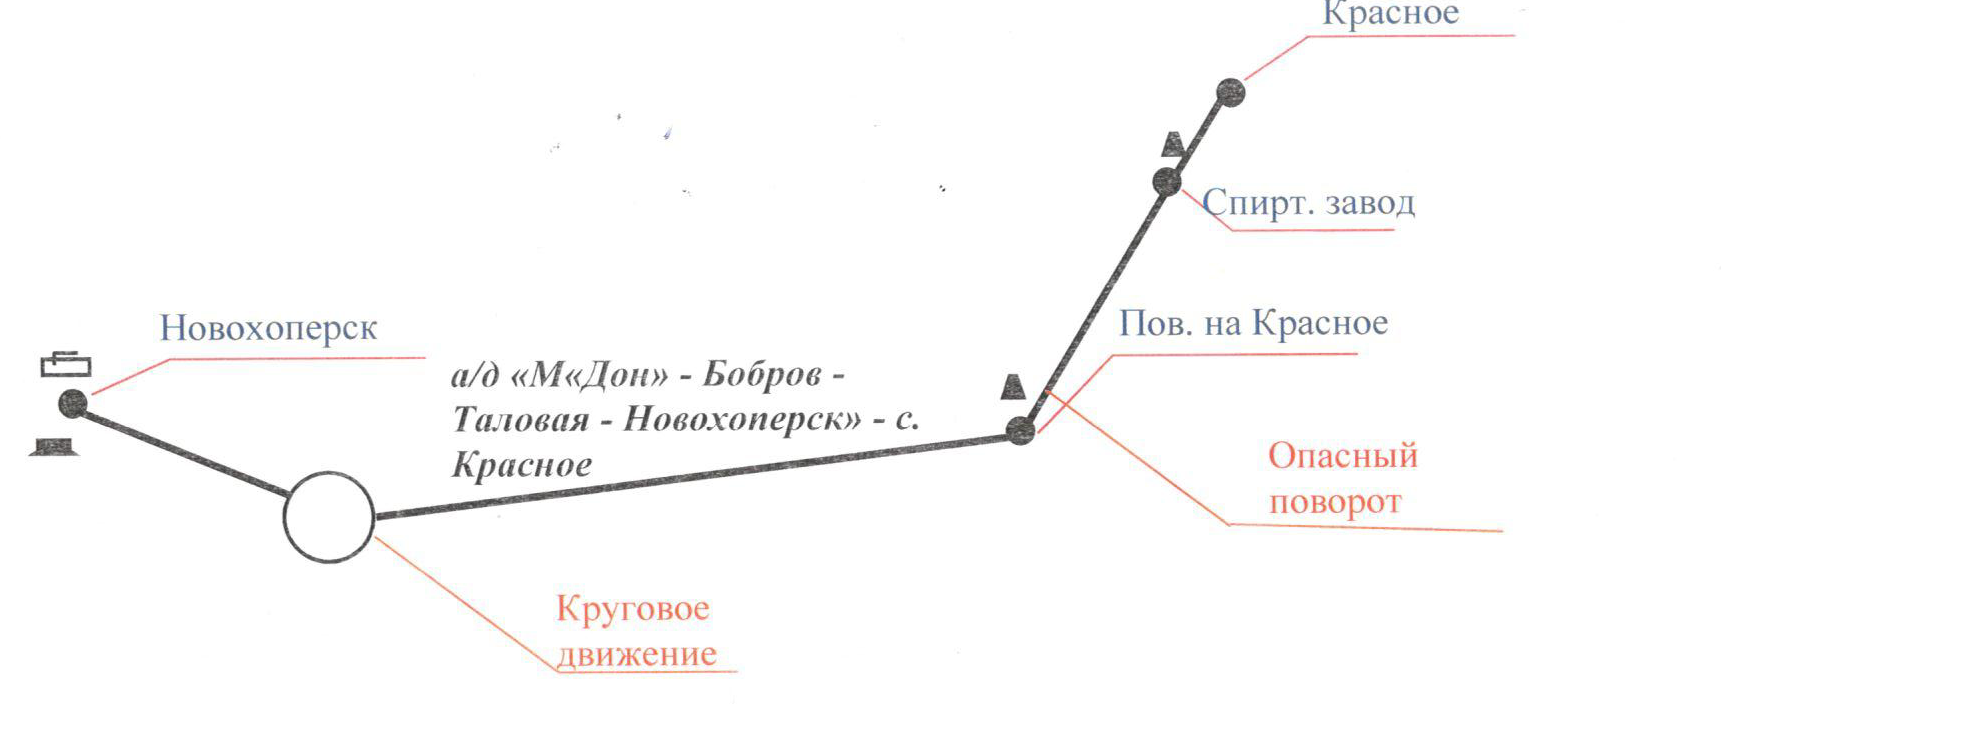 Красное
Спирт. завод
Новохоперск
Пов. на Красное
а/д «М«Дон» - Бобров -
Таловая - Новохоперск» - с.
Красное
Опасный
поворот
Круговое
движение